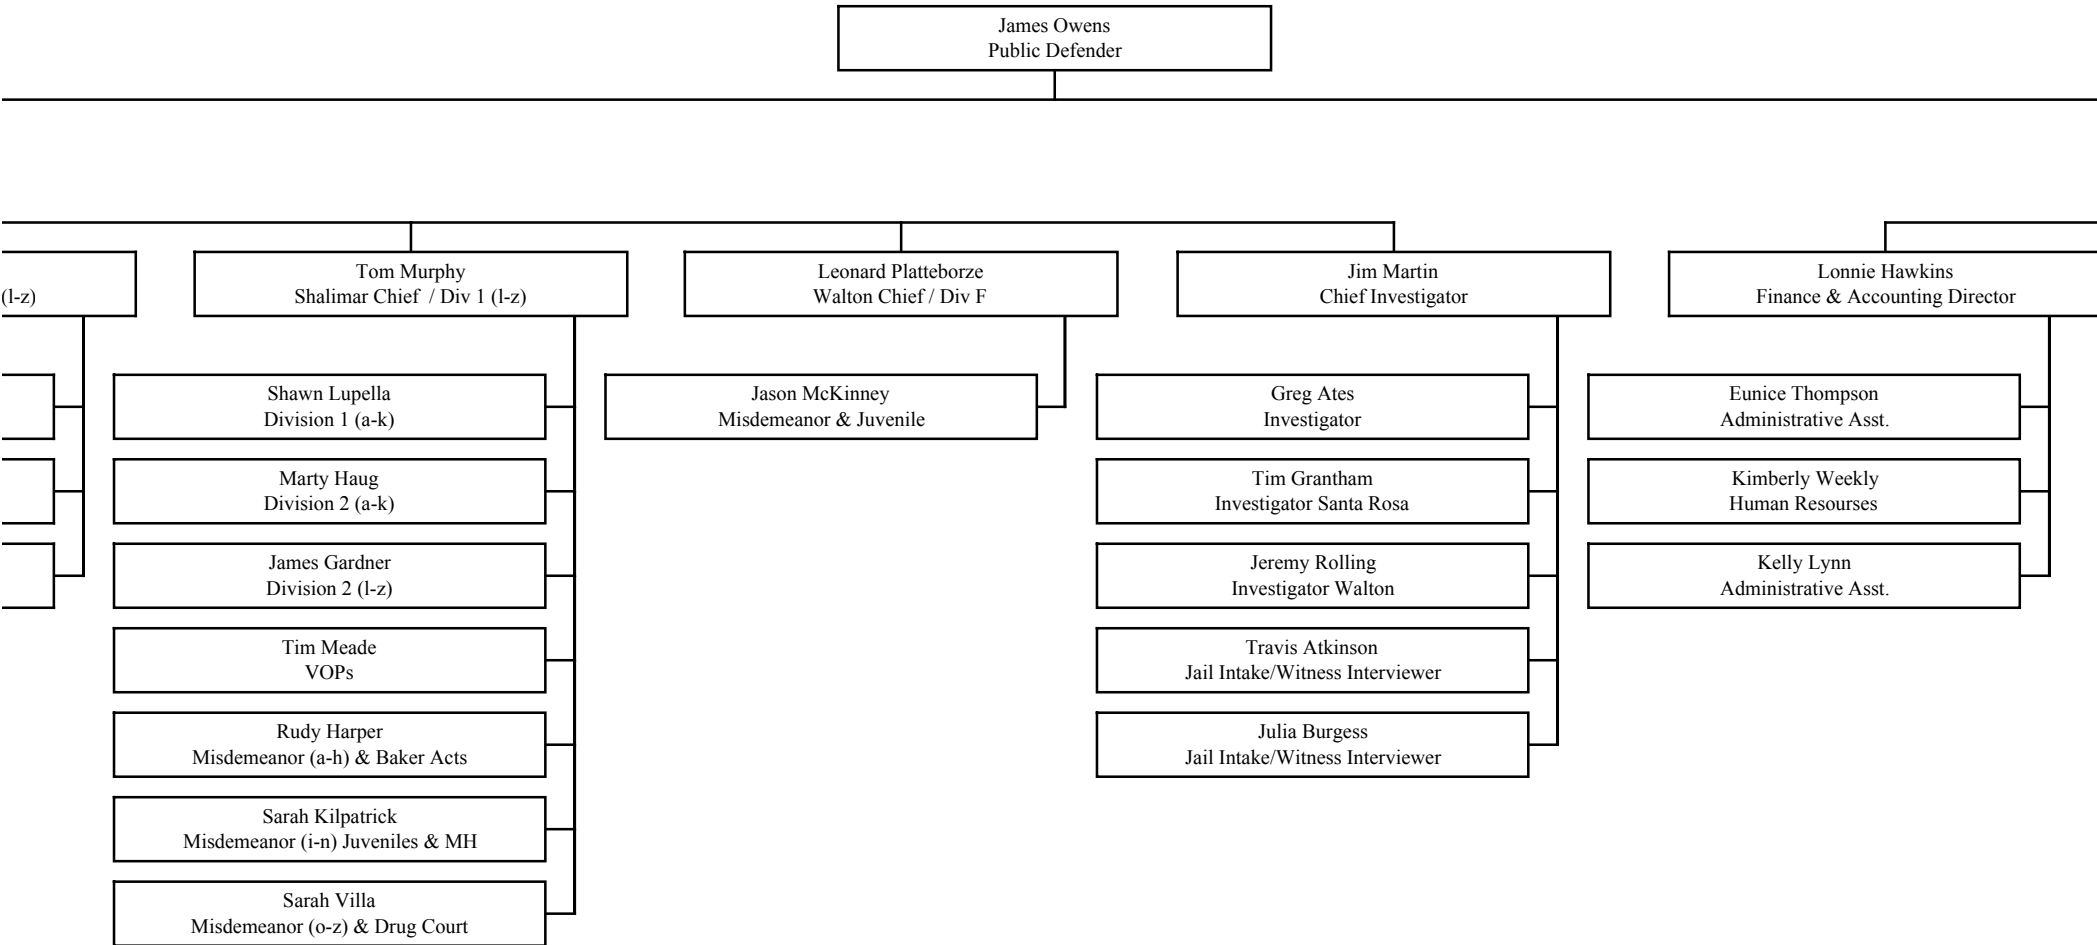 James Owens
Public Defender
(l-z)
Tom Murphy
Shalimar Chief / Div 1 (l-z)
Leonard Platteborze
Walton Chief / Div F
Jim Martin
Chief Investigator
Lonnie Hawkins
Finance & Accounting Director
Shawn Lupella
Division 1 (a-k)
Marty Haug
Division 2 (a-k)
James Gardner
Division 2 (l-z)
Tim Meade
VOPs
Rudy Harper
Misdemeanor (a-h) & Baker Acts
Sarah Kilpatrick
Misdemeanor (i-n) Juveniles & MH
Sarah Villa
Misdemeanor (o-z) & Drug Court
Jason McKinney
Misdemeanor & Juvenile
Greg Ates
Investigator
Tim Grantham
Investigator Santa Rosa
Jeremy Rolling
Investigator Walton
Travis Atkinson
Jail Intake/Witness Interviewer
Julia Burgess
Jail Intake/Witness Interviewer
Eunice Thompson
Administrative Asst.
Kimberly Weekly
Human Resourses
Kelly Lynn
Administrative Asst.